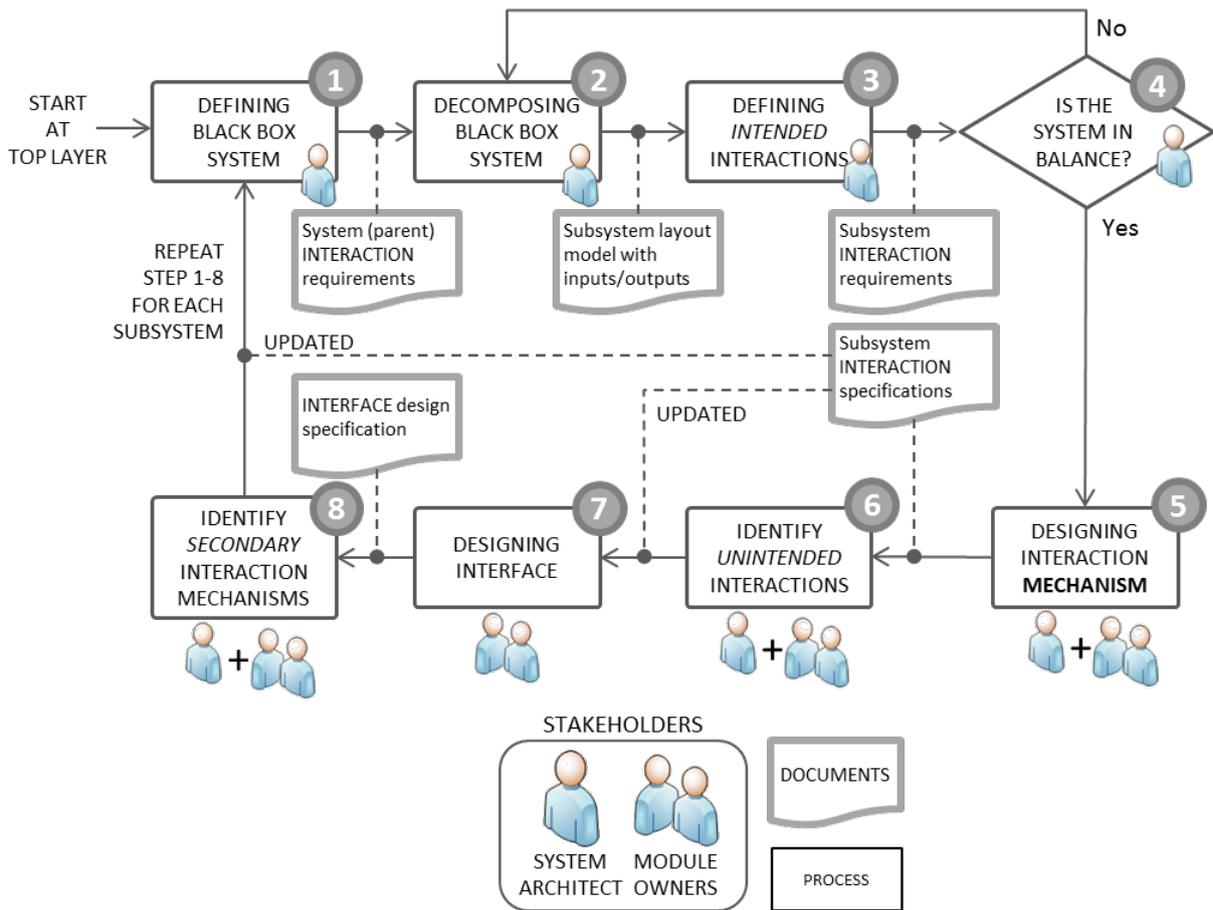 No
1
2
3
4
START
AT
TOP LAYER
DEFINING
BLACK BOX
SYSTEM
DECOMPOSING
BLACK BOX
SYSTEM
DEFINING
INTENDED
INTERACTIONS
IS THE
SYSTEM IN
BALANCE?
Yes
System (parent)
INTERACTION
requirements
Subsystem layout
model with
inputs/outputs
Subsystem
INTERACTION
requirements
REPEAT
STEP 1-8
FOR EACH
SUBSYSTEM
UPDATED
Subsystem
INTERACTION
specifications
UPDATED
INTERFACE design
specification
8
7
6
5
IDENTIFY
SECONDARY
INTERACTION
MECHANISMS
DESIGNING
INTERFACE
IDENTIFY
UNINTENDED
INTERACTIONS
DESIGNING
INTERACTION
MECHANISM
+
+
+
STAKEHOLDERS
SYSTEM
ARCHITECT
MODULE
OWNERS
DOCUMENTS
PROCESS